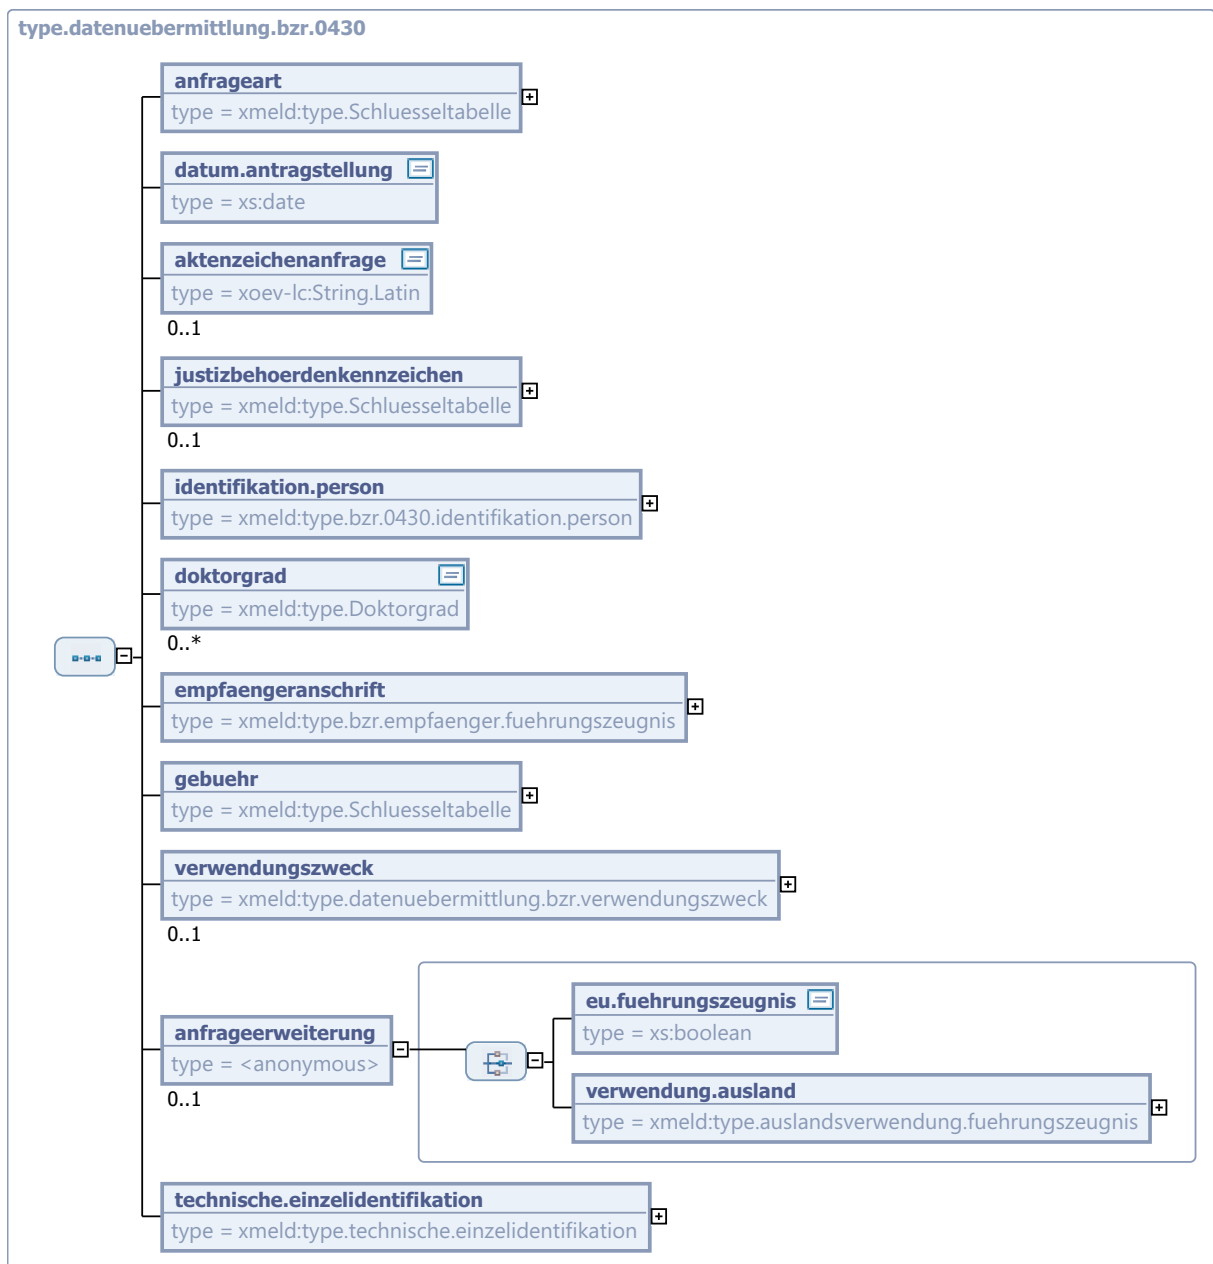 type.datenuebermittlung.bzr.0430
anfrageart
type = xmeld:type.Schluesseltabelle
datum.antragstellung
type = xs:date
aktenzeichenanfrage
type = xoev-lc:String.Latin
0..1
justizbehoerdenkennzeichen
type = xmeld:type.Schluesseltabelle
0..1
identifikation.person
type = xmeld:type.bzr.0430.identifikation.person
doktorgrad
type = xmeld:type.Doktorgrad
0..*
empfaengeranschrift
type = xmeld:type.bzr.empfaenger.fuehrungszeugnis
gebuehr
type = xmeld:type.Schluesseltabelle
verwendungszweck
type = xmeld:type.datenuebermittlung.bzr.verwendungszweck
0..1
anfrageerweiterung
type = <anonymous>
0..1
eu.fuehrungszeugnis
type = xs:boolean
verwendung.ausland
type = xmeld:type.auslandsverwendung.fuehrungszeugnis
technische.einzelidentifikation
type = xmeld:type.technische.einzelidentifikation